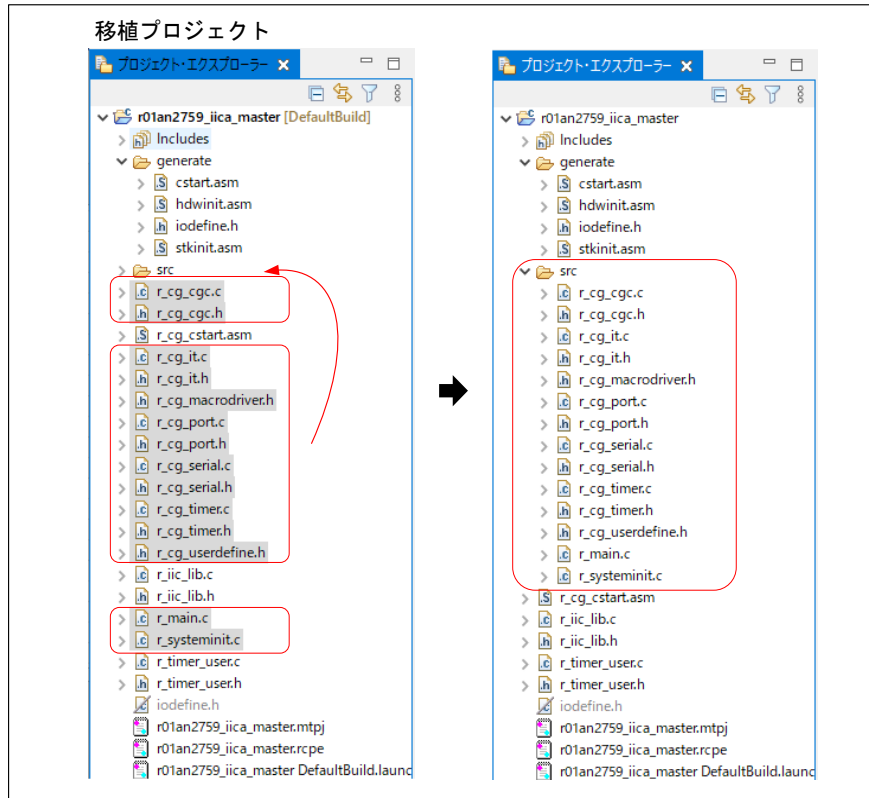 移植プロジェクト
プロジェクト・エクスプローラー
r01an2759_iica_master [DefaultBuild]
Includes
generate
cstart.asm
hdwinit.asm
iodefine.h
stkinit.asm
src
r_cg_cgc.c
r_cg_cgc.h
r_cg_cstart.asm
r_cg_it.c
r_cg_it.h
r_cg_macrodriver.h
r_cg_port.c
r_cg_port.h
r_cg_serial.c
r_cg_serial.h
r_cg_timer.c
r_cg_timer.h
r_cg_userdefine.h
r_iic_lib.c
r_iic_lib.h
r_main.c
r_systeminit.c
r_timer_user.c
r_timer_user.h
iodefine.h
r01an2759_iica_master.mtpj
r01an2759_iica_master.rcpe
r01an2759_iica_master DefaultBuild.launc
プロジェクト・エクスプローラー
r01an2759_iica_master
Includes
generate
cstart.asm
hdwinit.asm
iodefine.h
stkinit.asm
src
r_cg_cgc.c
r_cg_cgc.h
r_cg_it.c
r_cg_it.h
r_cg_macrodriver.h
r_cg_port.c
r_cg_port.h
r_cg_serial.c
r_cg_serial.h
r_cg_timer.c
r_cg_timer.h
r_cg_userdefine.h
r_main.c
r_systeminit.c
r_cg_cstart.asm
r_iic_lib.c
r_iic_lib.h
r_timer_user.c
r_timer_user.h
iodefine.h
r01an2759_iica_master.mtpj
r01an2759_iica_master.rcpe
r01an2759_iica_master DefaultBuild.launc